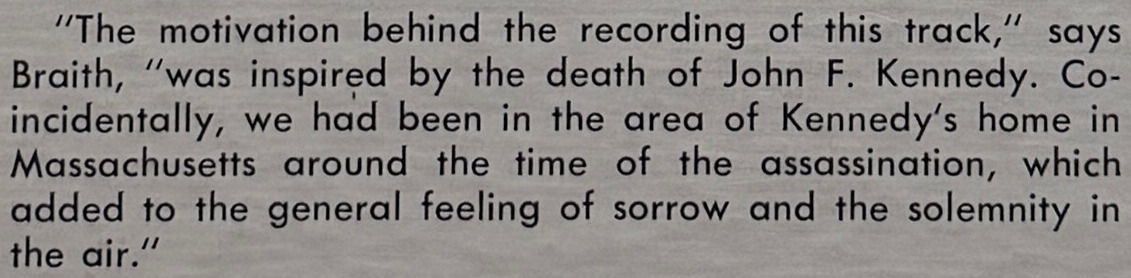 "The motivation behind the recording of this track," says
Braith, "was inspired by the death of John F. Kennedy. Co-
incidentally, we had been in the area of Kennedy's home in
Massachusetts around the time of the assassination, which
added to the general feeling of sorrow and the solemnity in
the air."